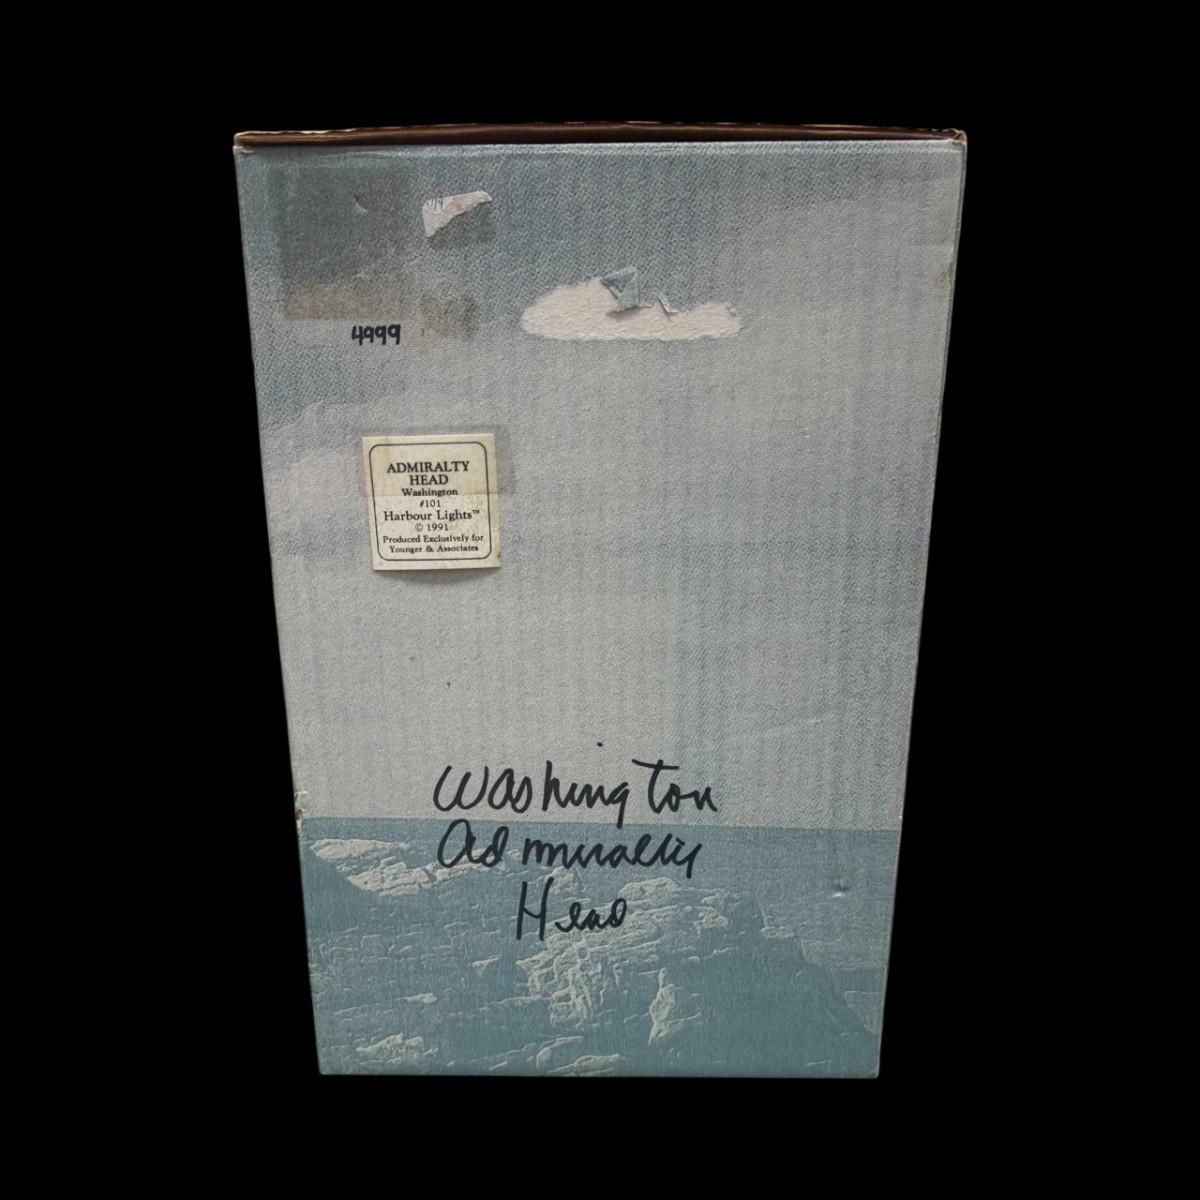 4999
ADMIRALTY
HEAD
Washington
#101
Harbour Lights™
© 1991
Produced Exclusively for
Younger & Associates
Washington
Admiralty
Head